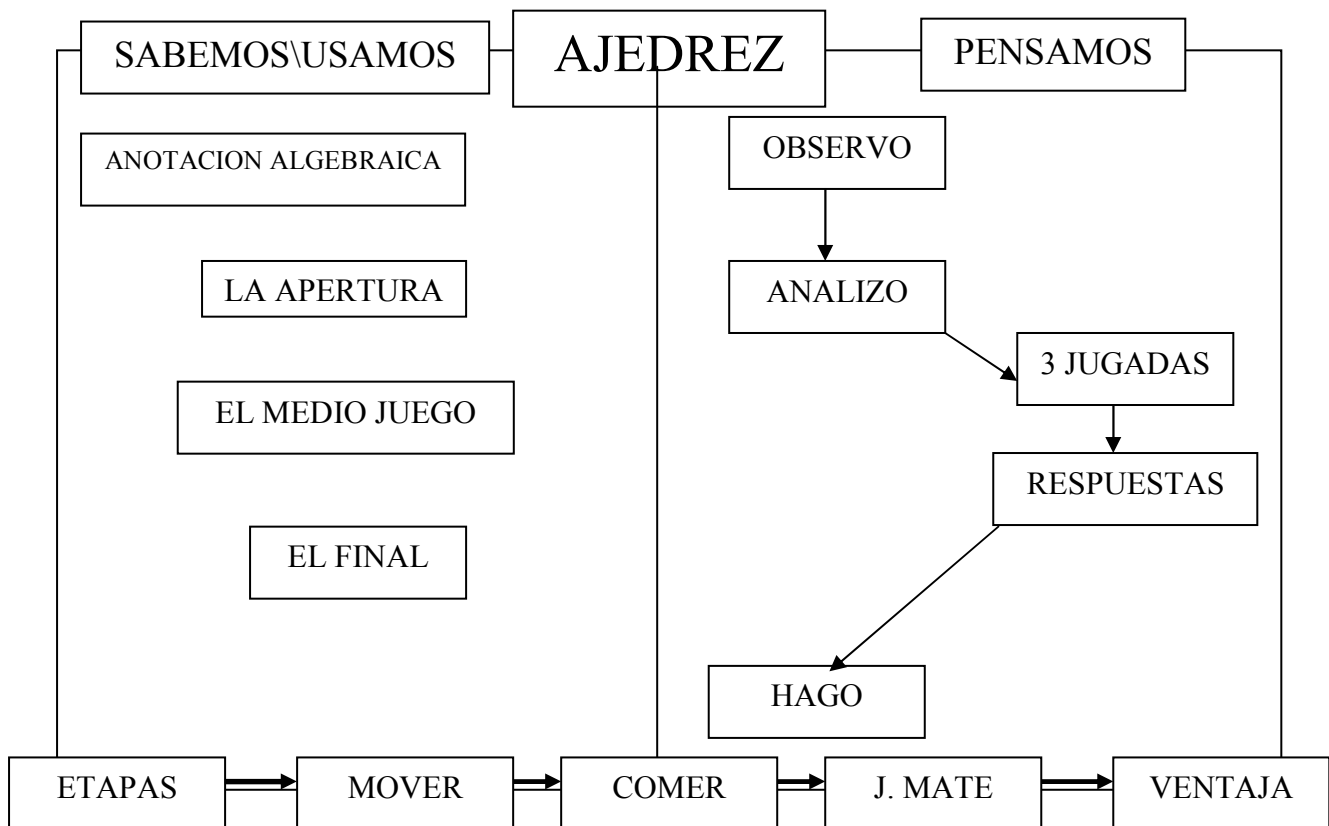 SABEMOS\USAMOS
AJEDREZ
PENSAMOS
ANOTACION ALGEBRAICA
OBSERVO
LA APERTURA
ANALIZO
3 JUGADAS
EL MEDIO JUEGO
RESPUESTAS
EL FINAL
HAGO
ETAPAS
MOVER
COMER
J. MATE
VENTAJA